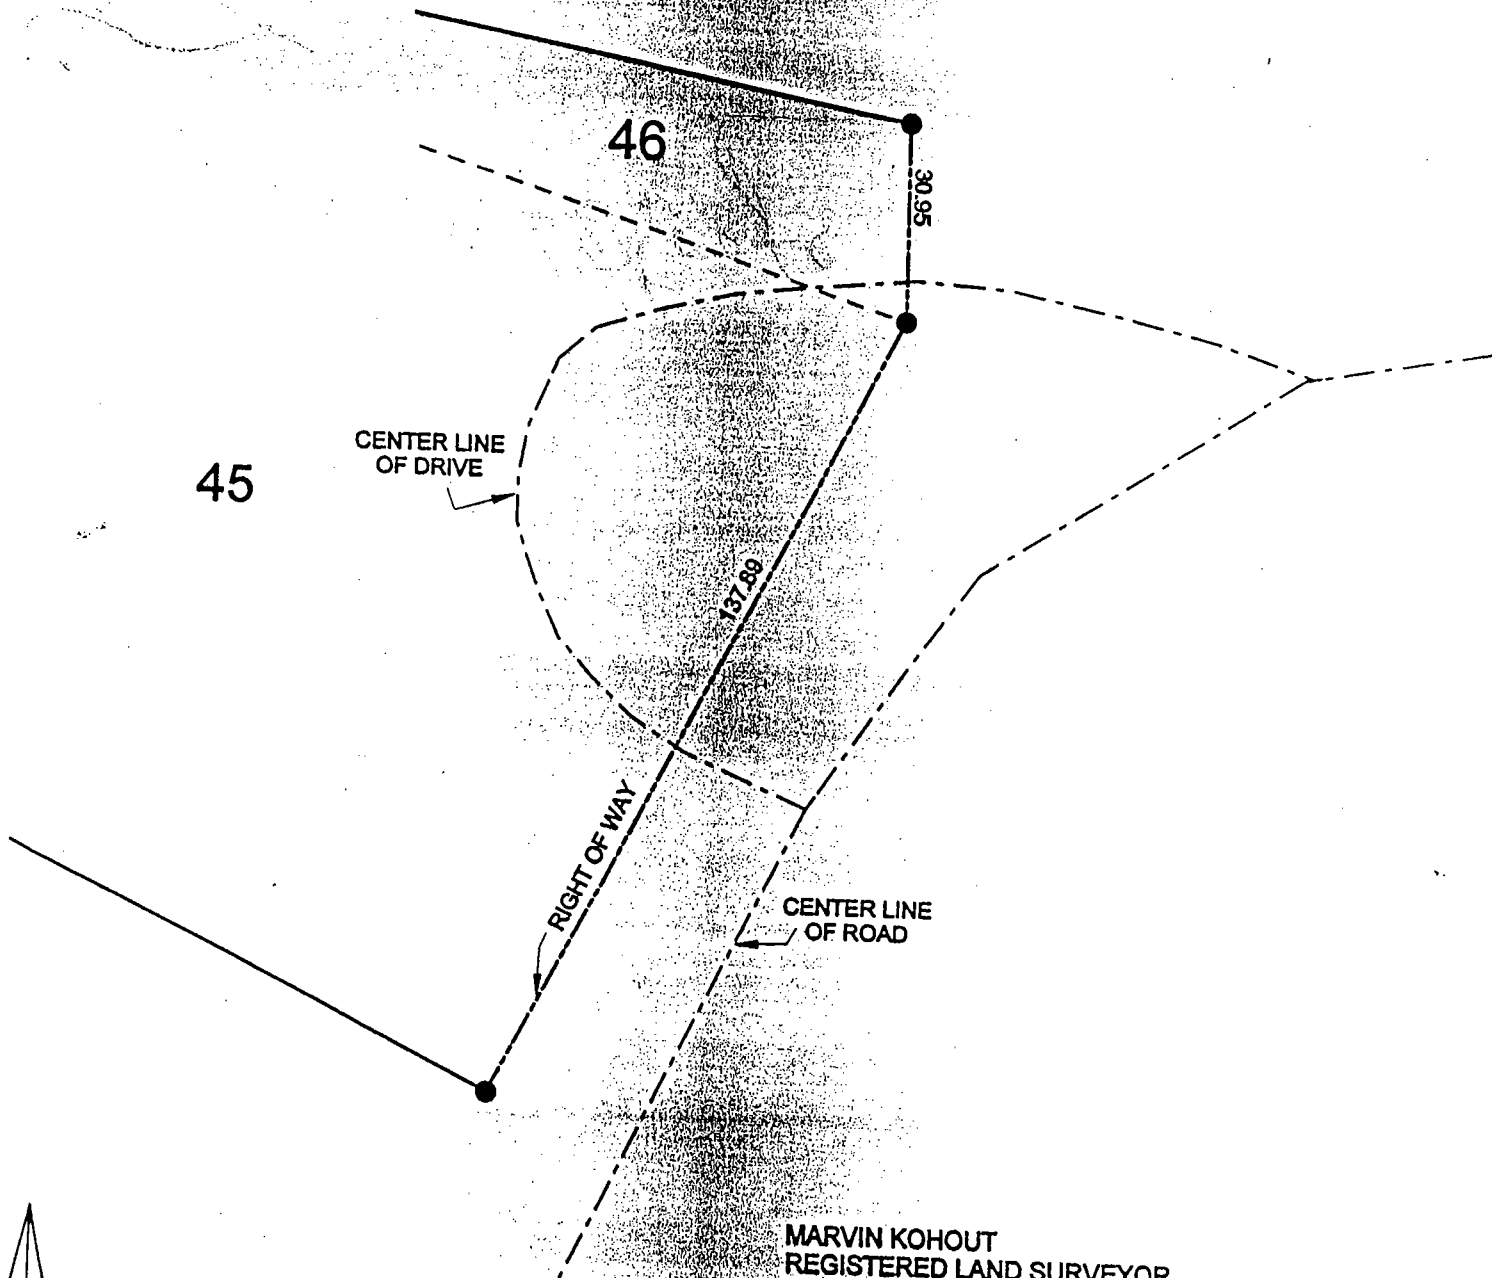 46
30.95
CENTER LINE
OF DRIVE
45
137.89
RIGHT OF WAY
CENTER LINE
OF ROAD
MARVIN KOHOUT
REGISTERED LAND SURVEYOR